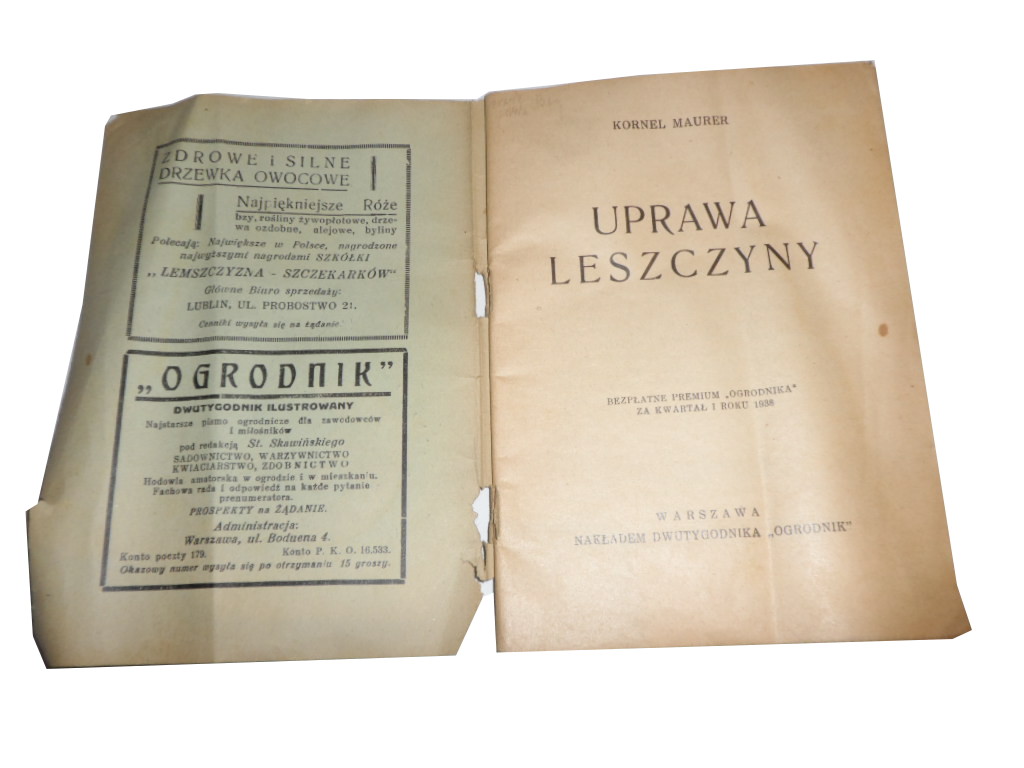 ZDROWE i SILNE
DRZEWKA OWOCOWE
Najpiękniejsze Róże
bzy, rośliny żywopłotowe, drze-
wa ozdobne, alejowe, byliny
Polecają: Największe w Polsce, nagrodzone
najwyższymi nagrodami SZKÓŁKI
„LEMSZCZYZNA - SZCZEKARKÓW"
Główne Biuro sprzedaży:
LUBLIN, UL. PROBOSTWO 21.
Cenniki wysyła się na żądanie
„OGRODNIK"
DWUTYGODNIK ILUSTROWANY
Najstarsze pismo ogrodnicze dla zawodowców
i miłośników
pod redakcją St. Skawińskiego
SADOWNICTWO, WARZYWNICTWO
KWIACIARSTWO, ZDOBNICTWO
Hodowla amatorska w ogrodzie i w mieszkaniu.
Fachowa rada i odpowiedź na każde pytanie
prenumeratora.
PROSPEKTY na ŻĄDANIE.
Administracja:
Warszawa, ul. Boduena 4.
Konto poczty 179. Konto P. K. O. 16.533.
Okazowy numer wysyła się po otrzymaniu 15 groszy.
KORNEL MAURER
UPRAWA
LESZCZYNY
BEZPŁATNE PREMIUM „OGRODNIKA"
ZA KWARTAŁ I ROKU 1938
WARSZAWA
NAKŁADEM DWUTYGODNIKA „OGRODNIK"